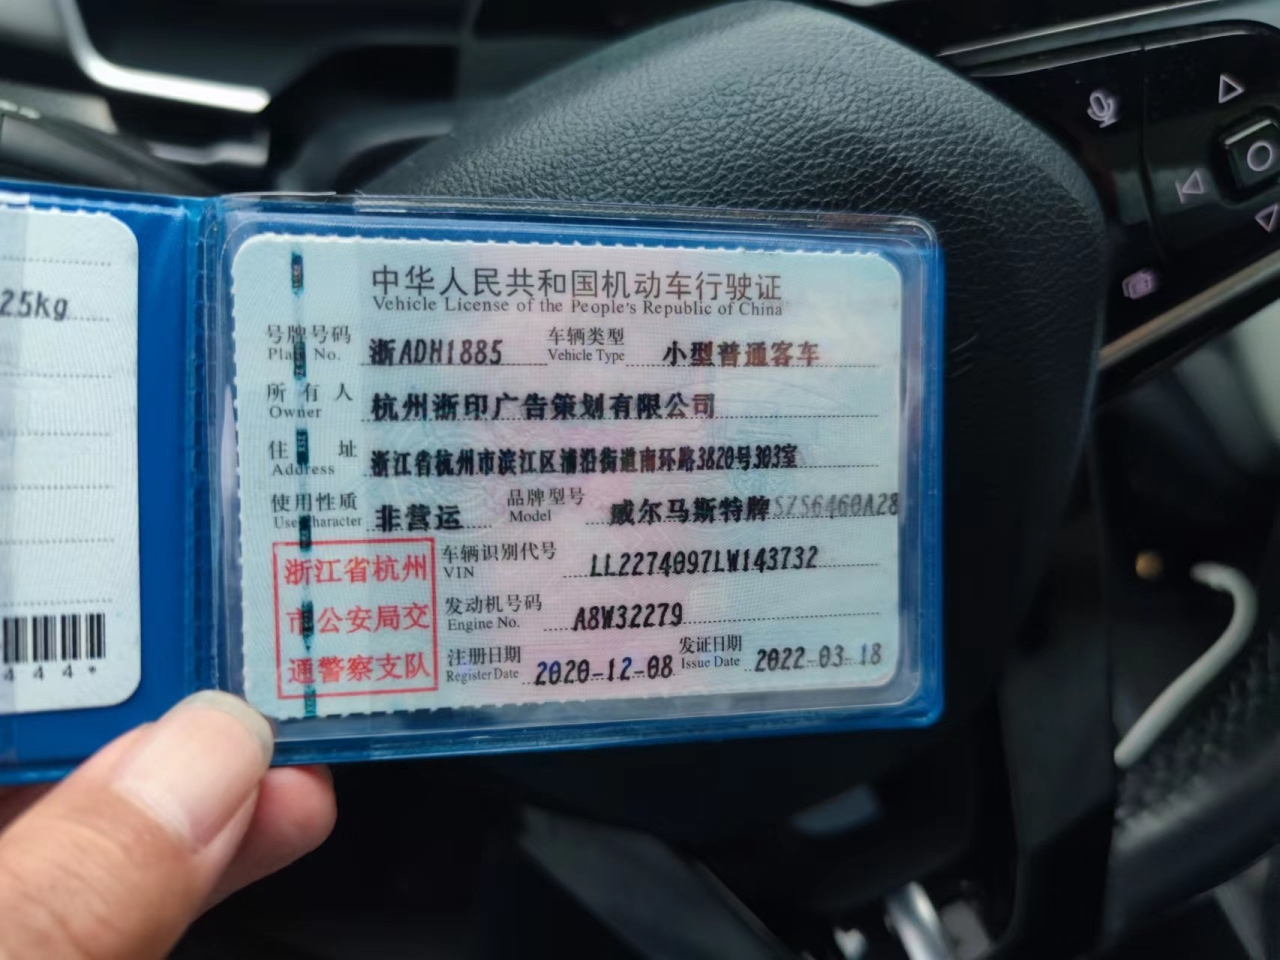 25kg
444*
中华人民共和国机动车行驶证
Vehicle License of the People's Republic of China
号牌号码 浙ADH1885 车辆类型 小型普通客车
Plate No. Vehicle Type
所有人 杭州浙印广告策划有限公司
Owner
住址 浙江省杭州市滨江区浦沿街道南环路3820号303室
Address
使用性质 非营运 品牌型号 威尔马斯特牌SZS6460A28
Use Character Model
浙江省杭州
市公安局交
通警察支队
车辆识别代号 LL2274097LW143732
VIN
发动机号码 A8W32279
Engine No.
注册日期 2020-12-08 发证日期 2022-03-18
Register Date Issue Date